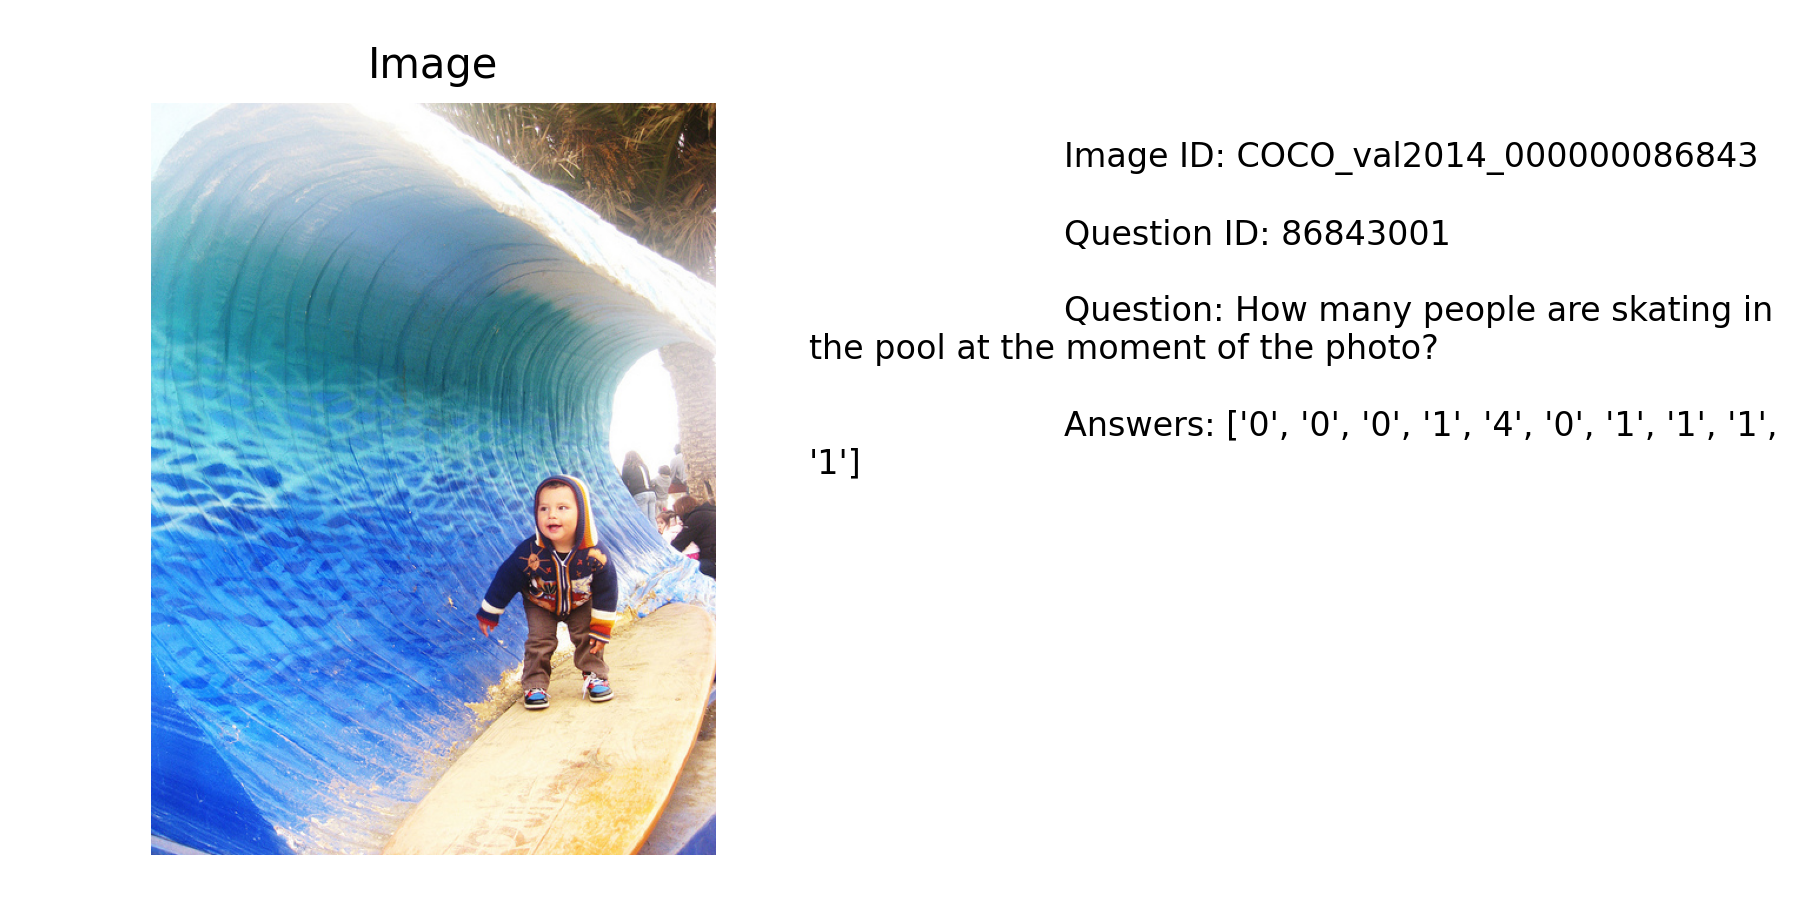 Image
Image ID: COCO_val2014_000000086843
Question ID: 86843001
Question: How many people are skating in
the pool at the moment of the photo?
Answers: ['0', '0', '0', '1', '4', '0', '1', '1', '1',
'1']